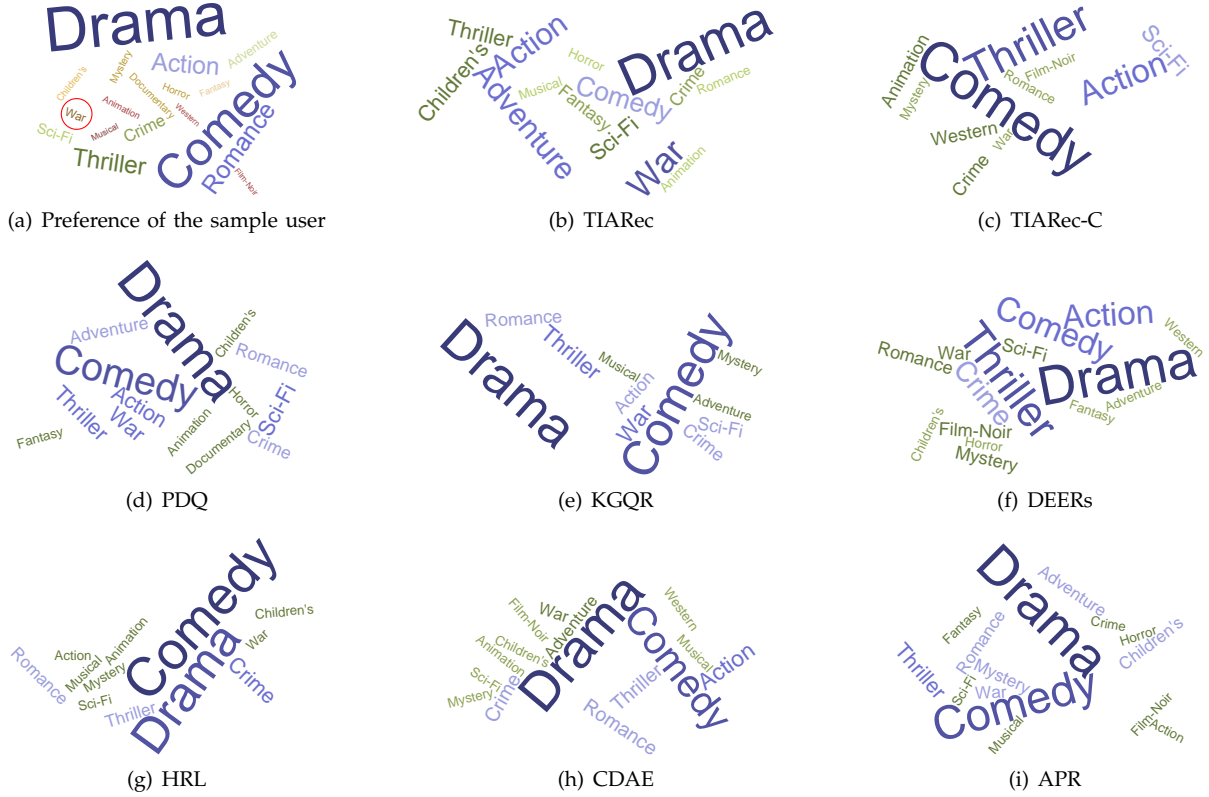 Drama
Adventure
Mystery
Action
Children's
Documentary
Horror
Fantasy
Comedy
War
Animation
Western
Sci-Fi
Musical
Crime
Romance
Thriller
Film-Noir
(a) Preference of the sample user
Thriller
Action
Drama
Children's
Horror
Adventure
Musical
Fantasy
Comedy
Crime
Romance
Sci-Fi
War
Animation
(b) TIARec
Animation
Thriller
Sci-Fi
Comedy
Mystery
Romance
Film-Noir
Action
Western
War
Crime
(c) TIARec-C
Drama
Adventure
Children's
Comedy
Romance
Thriller
Action
War
Horror
Sci-Fi
Fantasy
Animation
Documentary
Crime
(d) PDQ
Romance
Drama
Thriller
Musical
Comedy
Mystery
Action
War
Adventure
Sci-Fi
Crime
(e) KGQR
Comedy
Action
Western
Thriller
Sci-Fi
Romance
War
Crime
Drama
Fantasy
Adventure
Children's
Film-Noir
Horror
Mystery
(f) DEERs
Comedy
Children's
Animation
Action
Musical
Mystery
War
Romance
Sci-Fi
Thriller
Drama
Crime
(g) HRL
Film-Noir
War
Adventure
Drama
Western
Children's
Animation
Comedy
Musical
Sci-Fi
Mystery
Crime
Thriller
Action
Romance
(h) CDAE
Drama
Adventure
Fantasy
Crime
Horror
Romance
Children's
Thriller
Mystery
Sci-Fi
War
Comedy
Musical
Film-Noir
Action
(i) APR